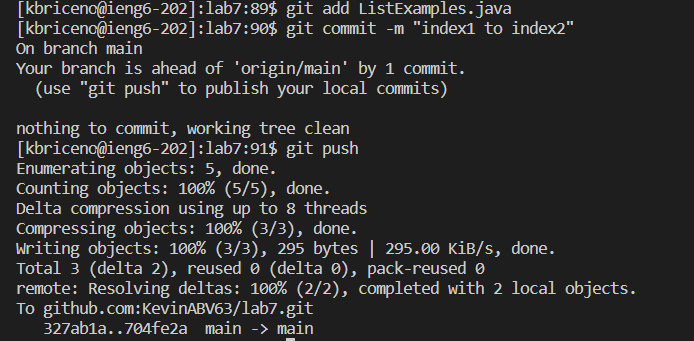 [kbriceno@ieng6-202]:lab7:89$ git add ListExamples.java
[kbriceno@ieng6-202]:lab7:90$ git commit -m "index1 to index2"
On branch main
Your branch is ahead of 'origin/main' by 1 commit.
  (use "git push" to publish your local commits)

nothing to commit, working tree clean
[kbriceno@ieng6-202]:lab7:91$ git push
Enumerating objects: 5, done.
Counting objects: 100% (5/5), done.
Delta compression using up to 8 threads
Compressing objects: 100% (3/3), done.
Writing objects: 100% (3/3), 295 bytes | 295.00 KiB/s, done.
Total 3 (delta 2), reused 0 (delta 0), pack-reused 0
remote: Resolving deltas: 100% (2/2), completed with 2 local objects.
To github.com:KevinABV63/lab7.git
   327ab1a..704fe2a  main -> main